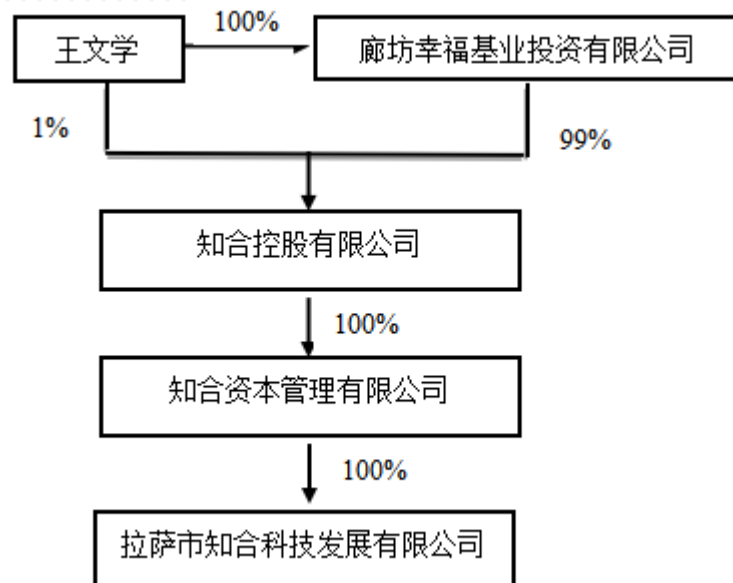 100%
王文学
廊坊幸福基业投资有限公司
1%
99%
知合控股有限公司
100%
知合资本管理有限公司
100%
拉萨市知合科技发展有限公司